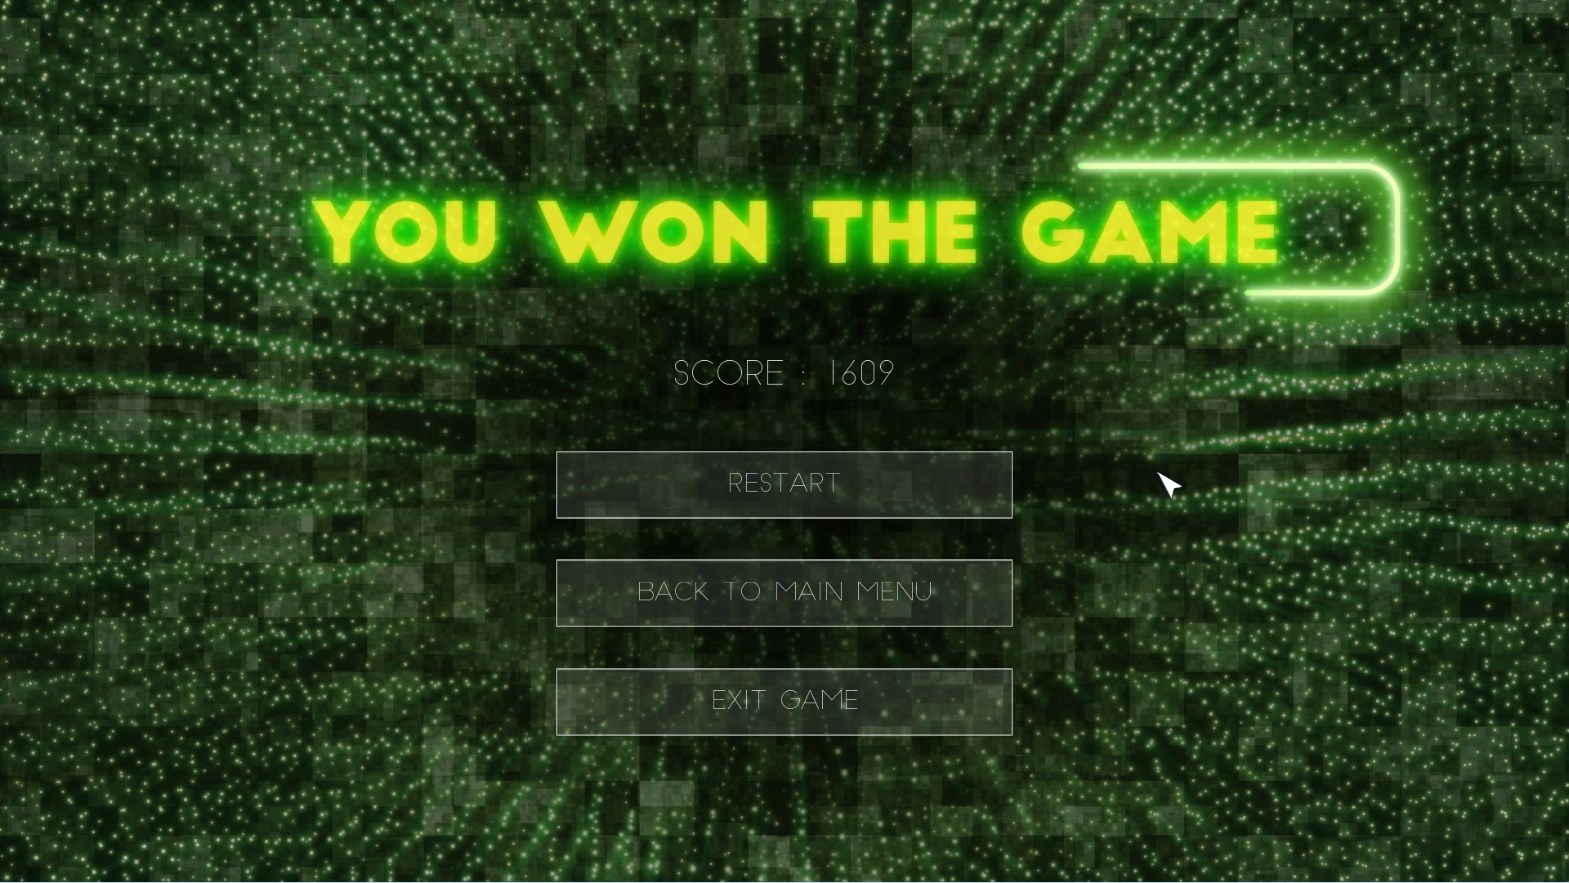 YOU WON THE GAME
SCORE : 1609
RESTART
BACK TO MAIN MENU
EXIT GAME